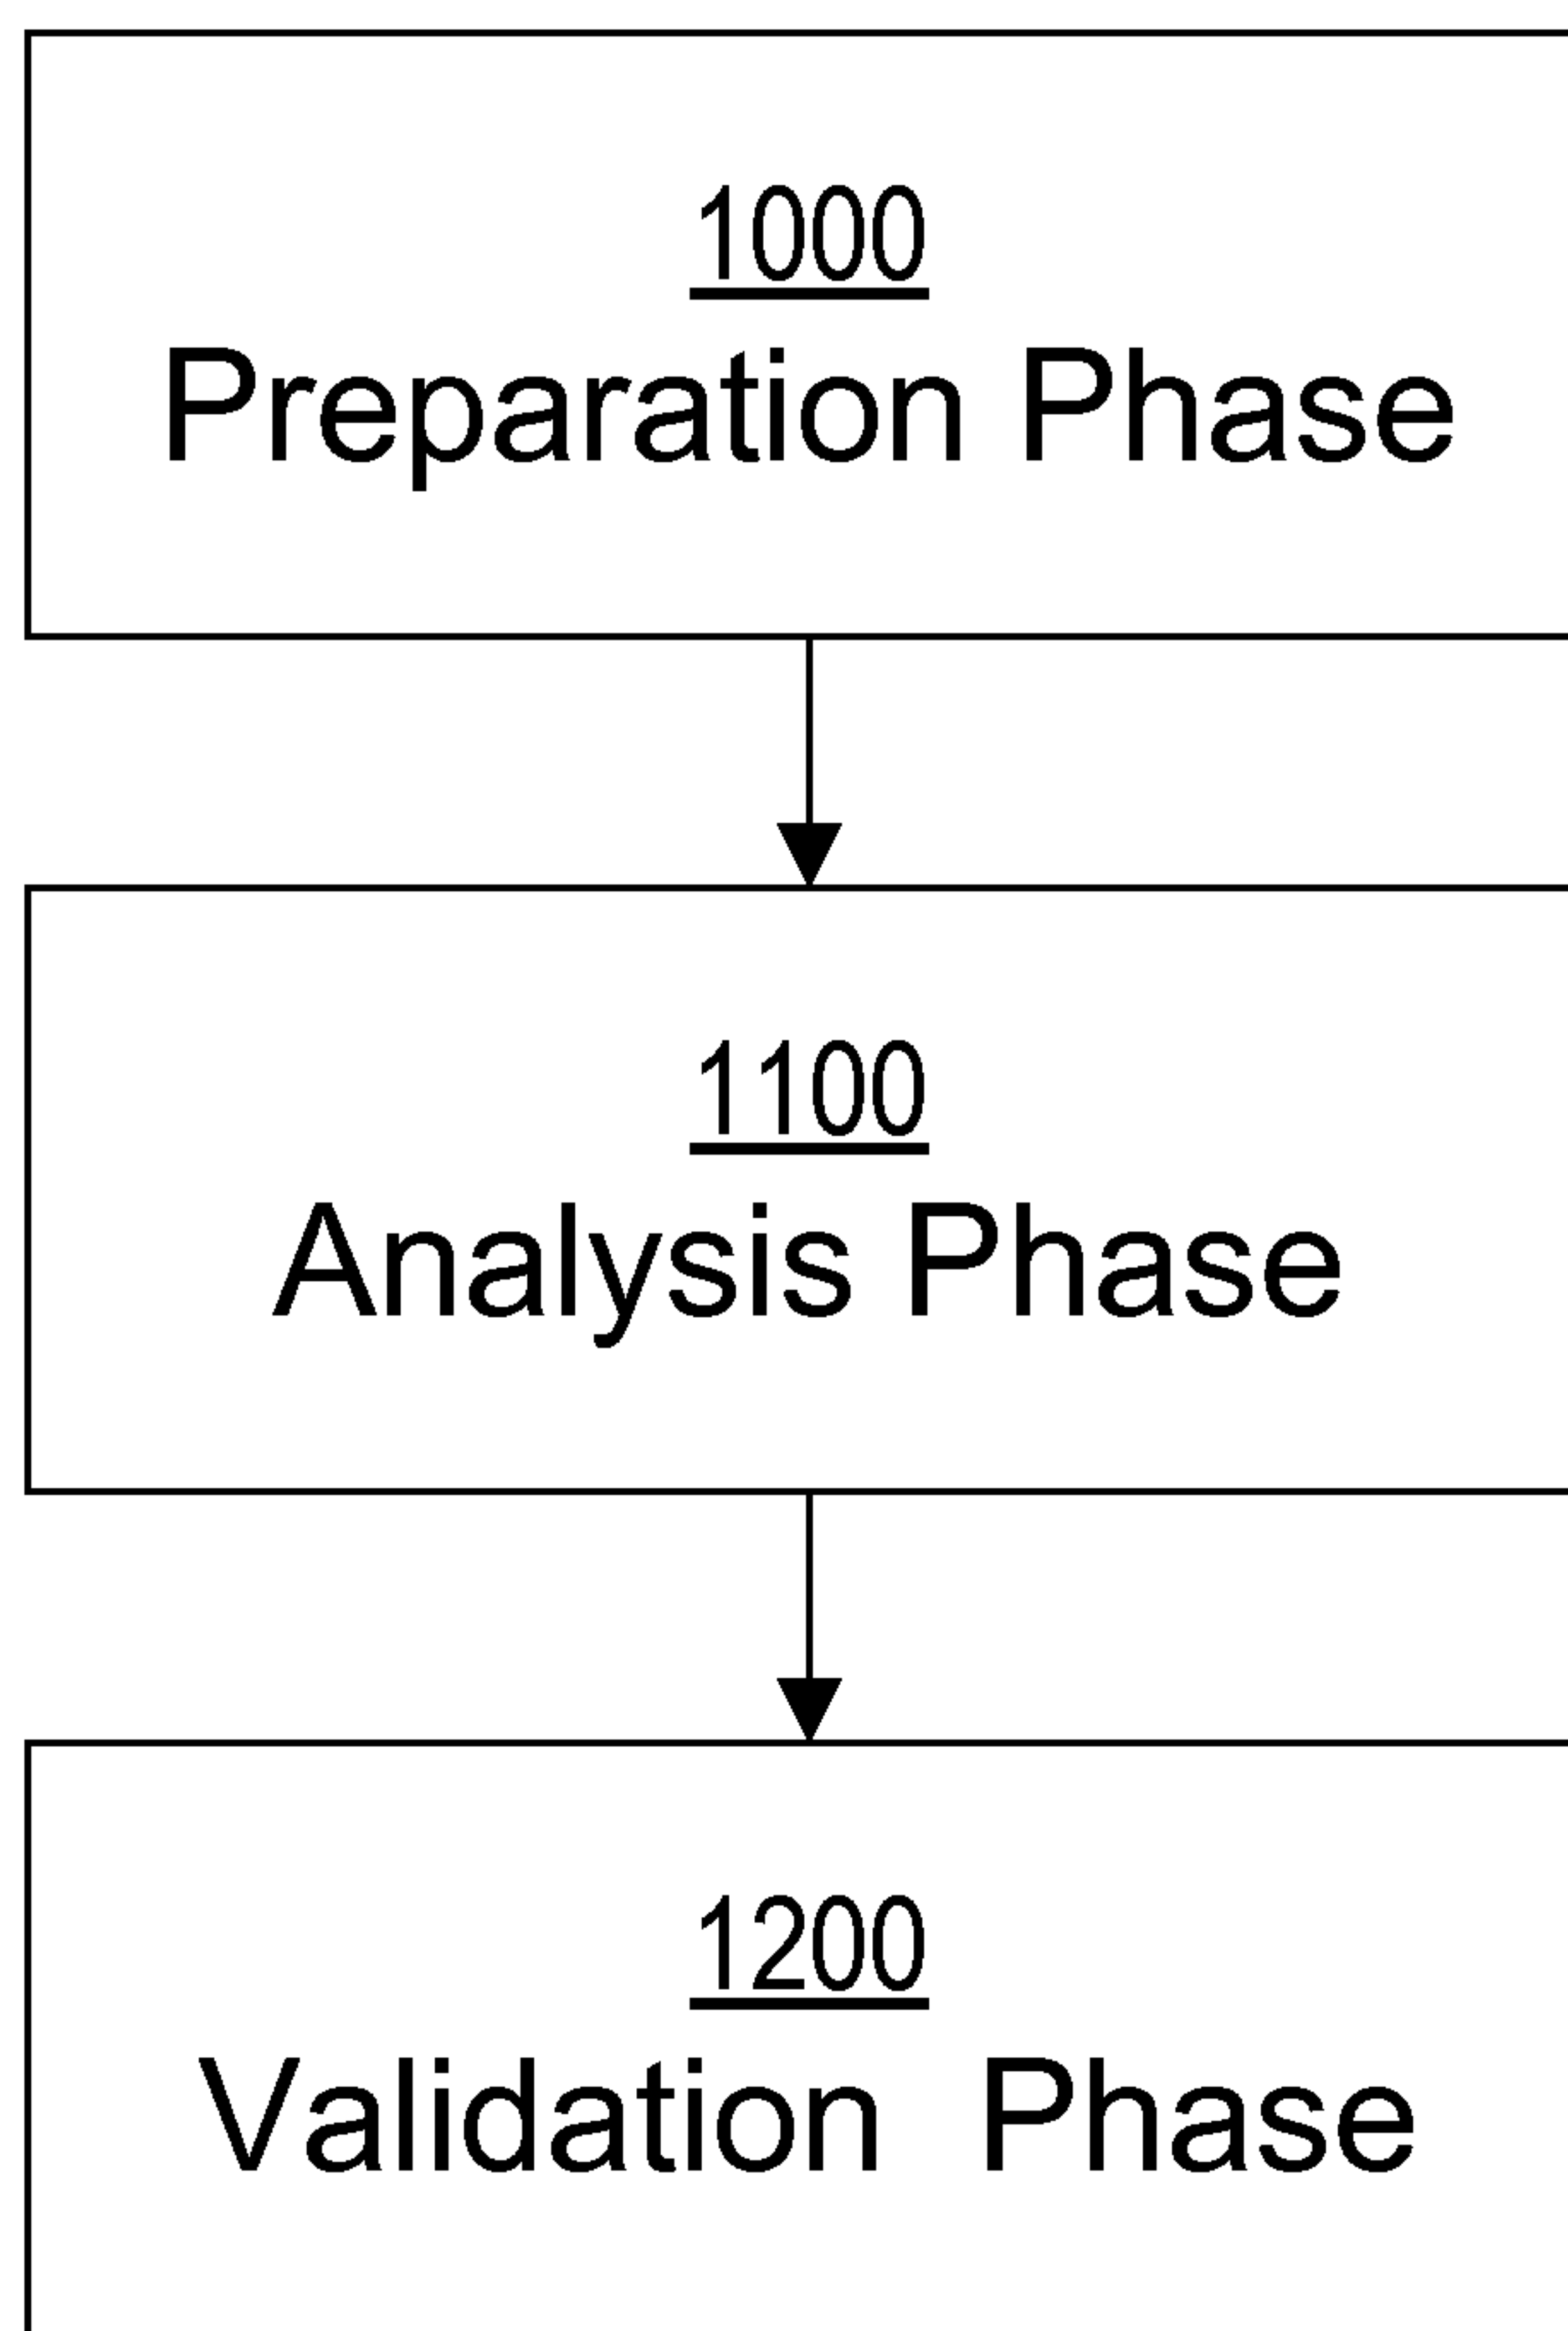 1000
Preparation Phase
1100
Analysis Phase
1200
Validation Phase